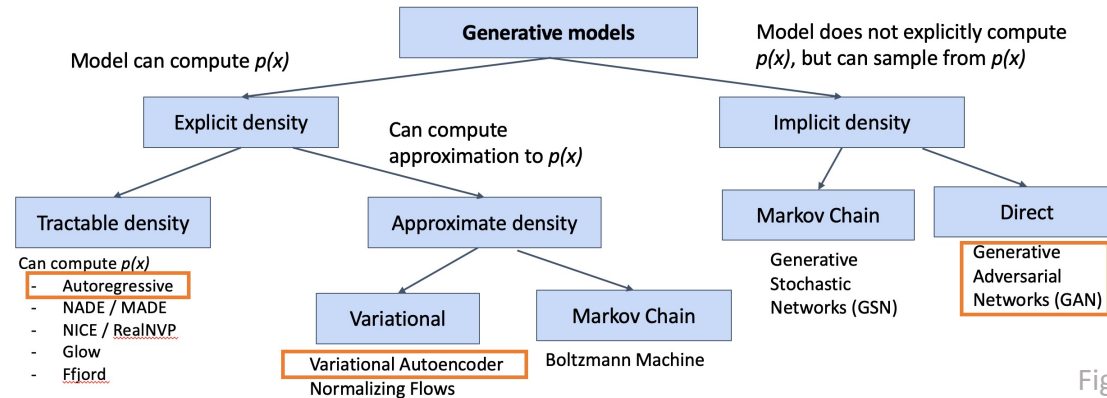 Generative models
Model can compute p(x)
Model does not explicitly compute
p(x), but can sample from p(x)
Explicit density
Implicit density
Can compute
approximation to p(x)
Tractable density
Approximate density
Markov Chain
Direct
Can compute p(x)
- Autoregressive
- NADE / MADE
- NICE / RealNVP
- Glow
- Ffjord
Variational
Markov Chain
Variational Autoencoder
Normalizing Flows
Boltzmann Machine
Generative
Stochastic
Networks (GSN)
Generative
Adversarial
Networks (GAN)
Fig